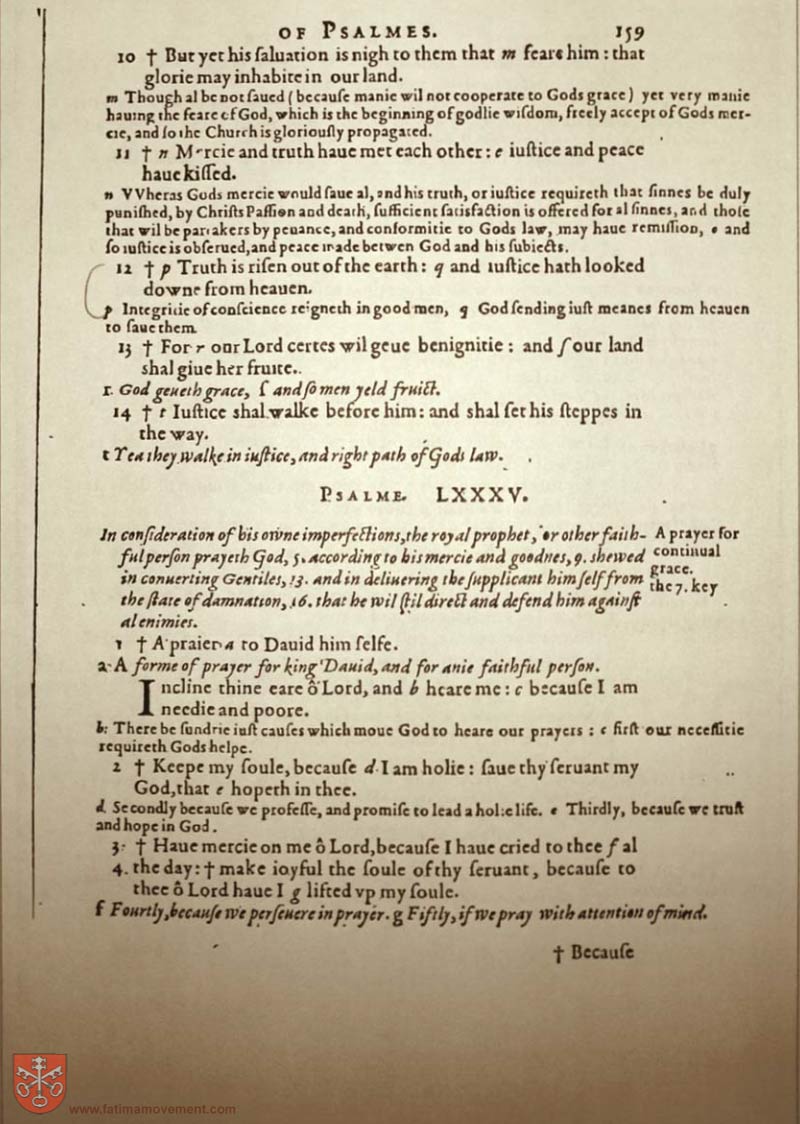 OF PSALMES. 159
10 † But yet his ſaluation is nigh to them that m feare him : that
glorie may inhabite in our land.
m Though al be not ſaued ( becauſe manie wil not cooperate to Gods grace ) yet very manie
hauing the feare of God, which is the beginning of godlie wiſdom, freely accept of Gods mer-
cie, and ſo the Church is gloriouſly propagated.
11 † n Mercie and truth haue met each other : e iuſtice and peace
haue kiſſed.
n VVheras Gods mercie would ſaue al, and his truth, or iuſtice requireth that ſinnes be duly
puniſhed, by Chriſts Paſſion and death, ſufficient ſatisfaction is offered for al ſinnes, and thoſe
that wil be partakers by penance, and conformitie to Gods law, may haue remiſſion, e and
ſo iuſtice is obſerued, and peace made betwen God and his ſubiects.
12 † p Truth is riſen out of the earth : q and iuſtice hath looked
downe from heauen.
p Integritie of conſcience reigneth in good men, q God ſending iuſt meanes from heauen
to ſaue them.
13 † For r our Lord certes wil geue benignitie : and ſ our land
shal giue her fruite..
r. God geueth grace, ſ and ſo men yeld fruict.
14 † t Iuſtice shal walke before him : and shal ſet his ſteppes in
the way.
t Yea they walke in iuſtice, and right path of Gods law.
PSALME. LXXXV.
In conſideration of his owne imperfections, the royal prophet, or other faith-
ful perſon prayeth God, 5. according to his mercie and goodnes, 9. shewed
in conuerting Gentiles, 13. and in deliuering the ſupplicant him ſelf from
the ſtate of damnation, 16. that he wil ſtil direct and defend him againſt
al enimies.
A prayer for
continual
grace.
the 7. key
1 † A praier a to Dauid him ſelfe.
a A forme of prayer for king Dauid, and for anie faithful perſon.
Incline thine eare ô Lord, and b heare me : c becauſe I am
needie and poore.
b: There be ſundrie iuſt cauſes which moue God to heare our prayers : c firſt our neceſſitie
requireth Gods helpe.
2 † Keepe my ſoule, becauſe d I am holie : ſaue thy ſeruant my
God, that e hopeth in thee.
d Secondly becauſe we profeſſe, and promiſe to lead a holie life. e Thirdly, becauſe we truſt
and hope in God.
3 † Haue mercie on me ô Lord, becauſe I haue cried to thee f al
4. the day : † make ioyful the ſoule of thy ſeruant, becauſe to
thee ô Lord haue I g lifted vp my ſoule.
f Fourtly, becauſe we perſeuere in prayer. g Fiftly, if we pray with attention of mind.
† Becauſe
www.fatimamovement.com